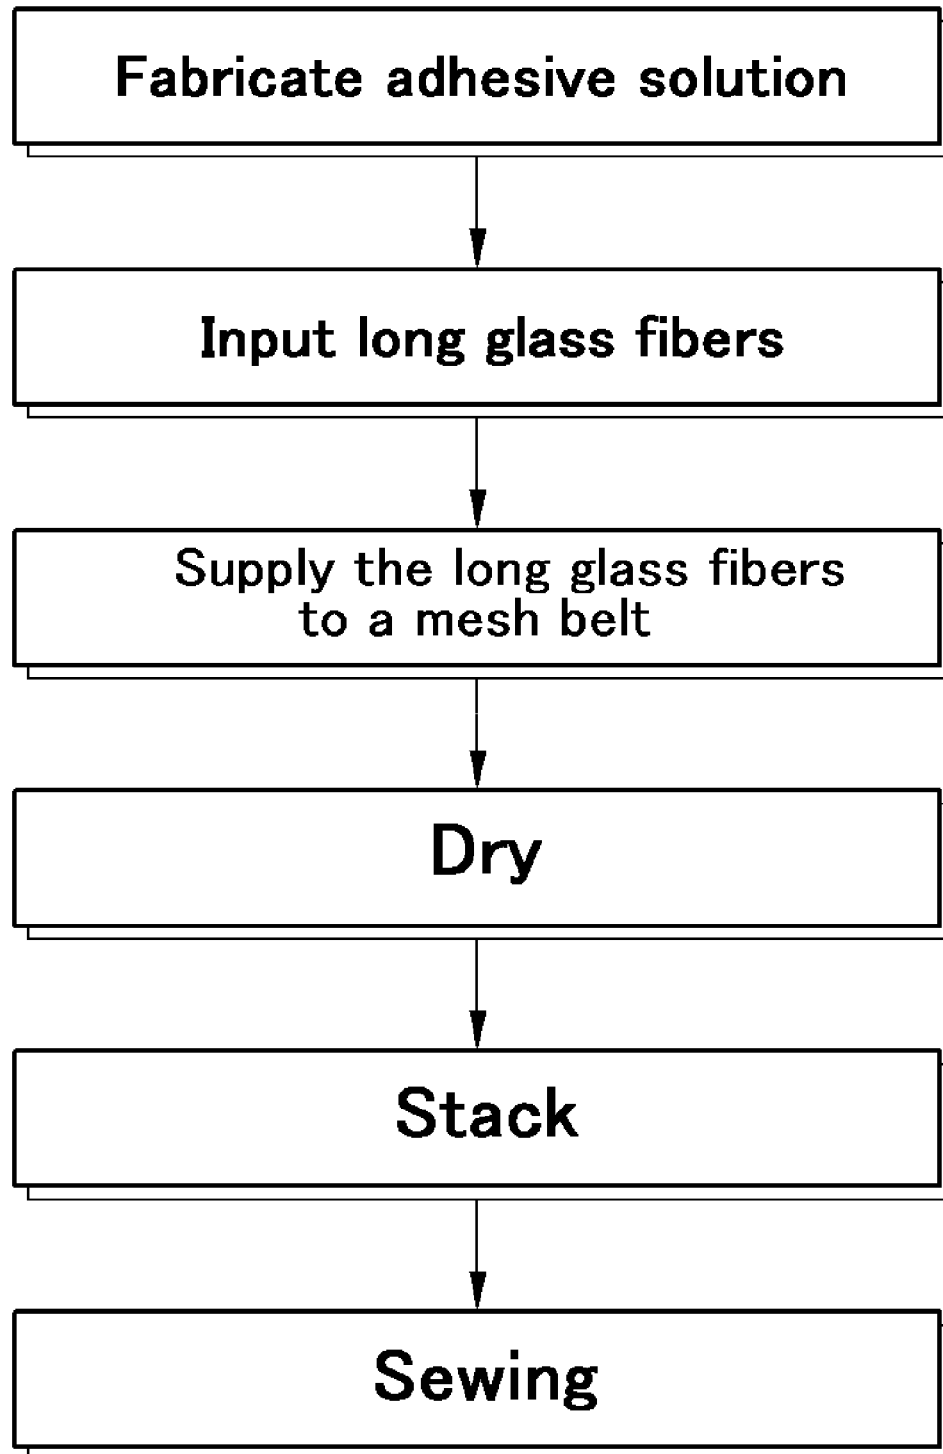 Fabricate adhesive solution
Input long glass fibers
Supply the long glass fibers
to a mesh belt
Dry
Stack
Sewing